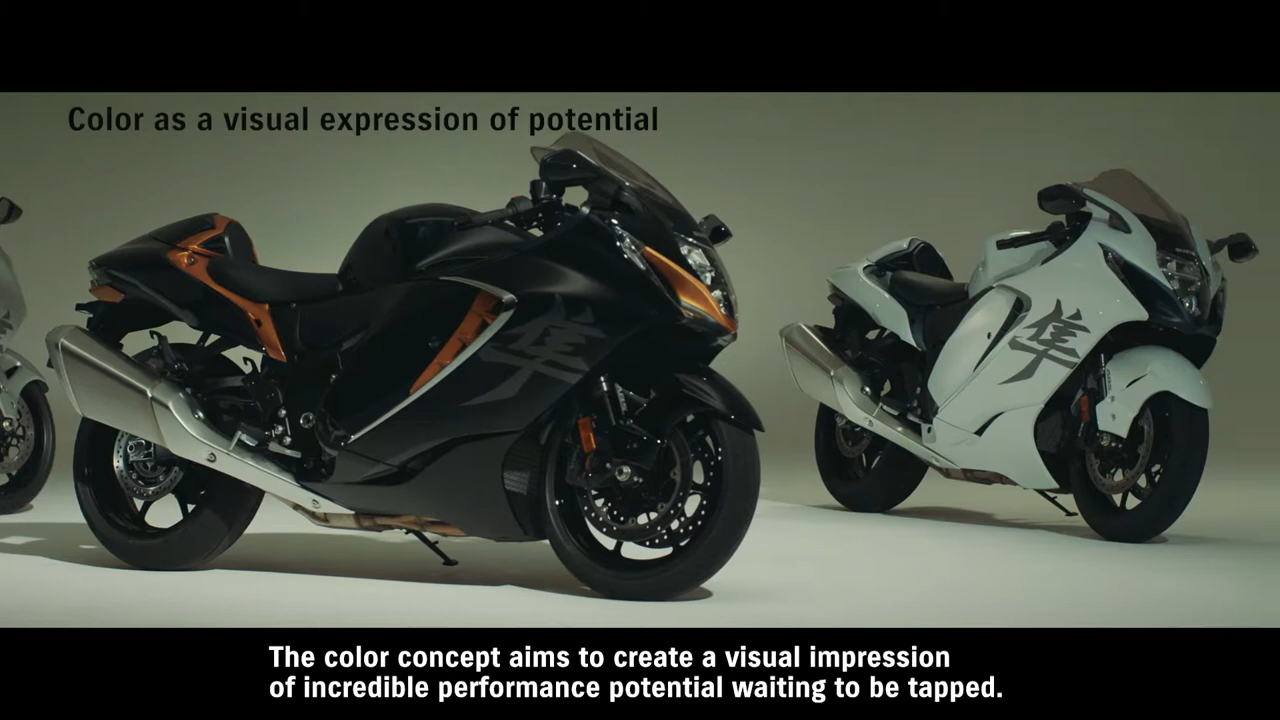 Color as a visual expression of potential
隼
隼
The color concept aims to create a visual impression
of incredible performance potential waiting to be tapped.